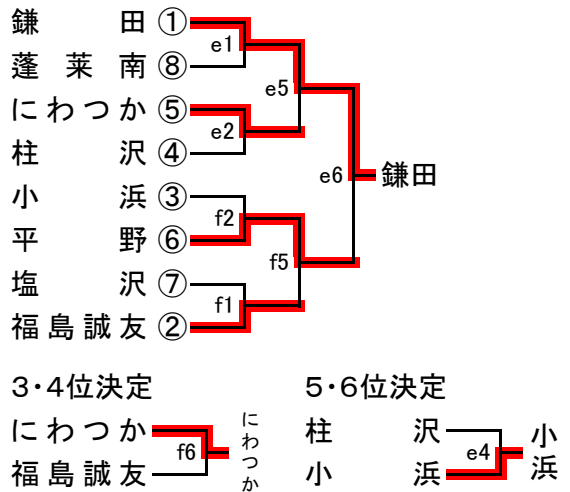 鎌田①
e1
蓬莱南⑧
e5
にわつか⑤
e2
柱沢④
e6
鎌田
小浜③
f2
平野⑥
f5
塩沢⑦
f1
福島誠友②
3・4位決定
にわつか
f6
福島誠友
にわつか
5・6位決定
柱沢
e4
小浜
小浜